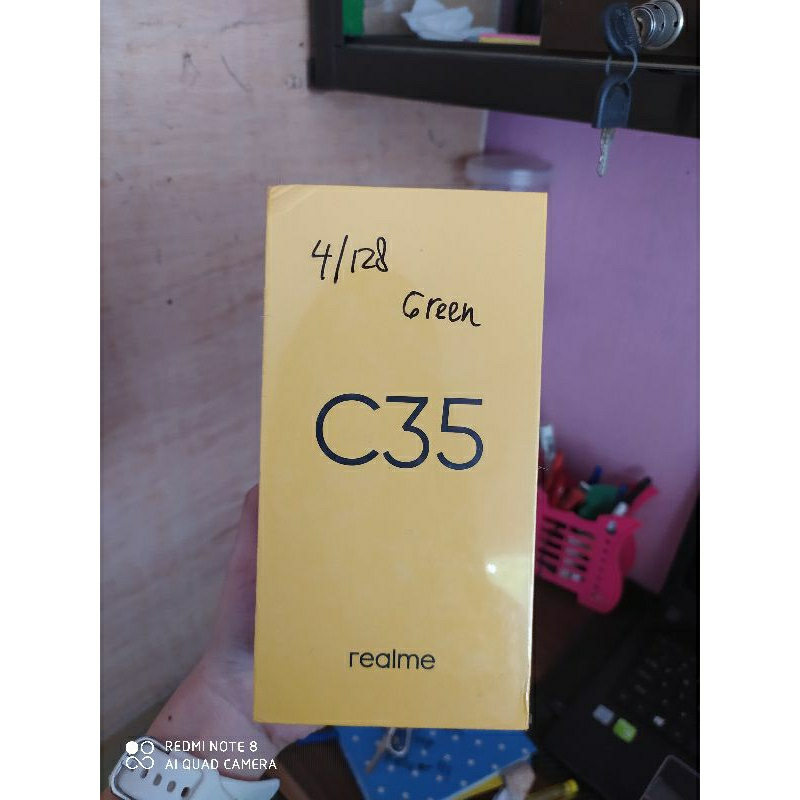 4/128
Green
C35
realme
REDMI NOTE 8
AI QUAD CAMERA